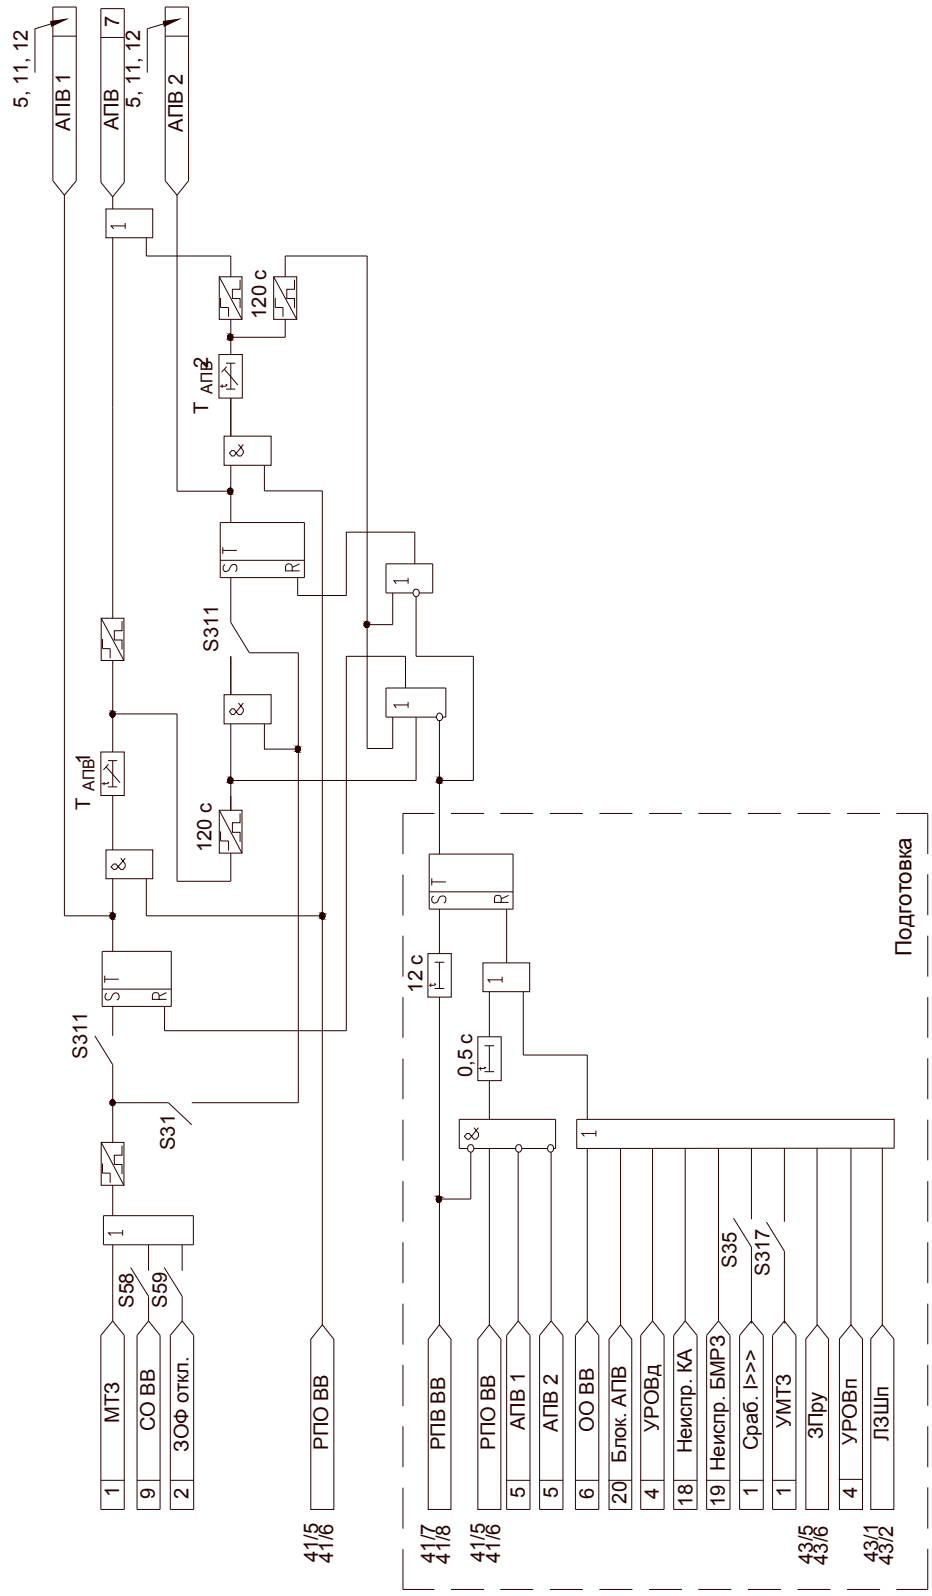 5, 11, 12
АПВ 1
АПВ
7
5, 11, 12
АПВ 2
1
120 с
Т АПВ2
&
S T
R
S311
1
1
&
Т АПВ1
120 с
&
S T
R
S311
S31
1
S58
S59
1 МТЗ
9 СО ВВ
2 ЗОФ откл.
41/5
41/6
РПО ВВ
Подготовка
S T
R
12 с
1
0,5 с
&
1
S35
S317
41/7
41/8
РПВ ВВ
41/5
41/6
РПО ВВ
5 АПВ 1
5 АПВ 2
6 ОО ВВ
20 Блок. АПВ
4 УРОВд
18 Неиспр. КА
19 Неиспр. БМРЗ
1 Сраб. I>>>
1 УМТЗ
43/5
43/6
ЗПру
4 УРОВп
43/1
43/2
ЛЗШп